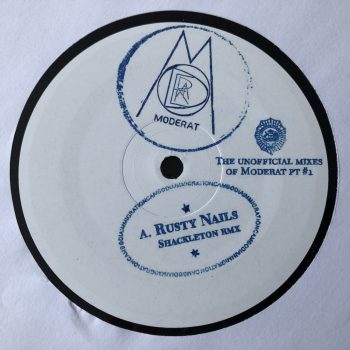 MODERAT
THE UNOFFICIAL MIXES
OF MODERAT PT #1
A. RUSTY NAILS
SHACKLETON RMX